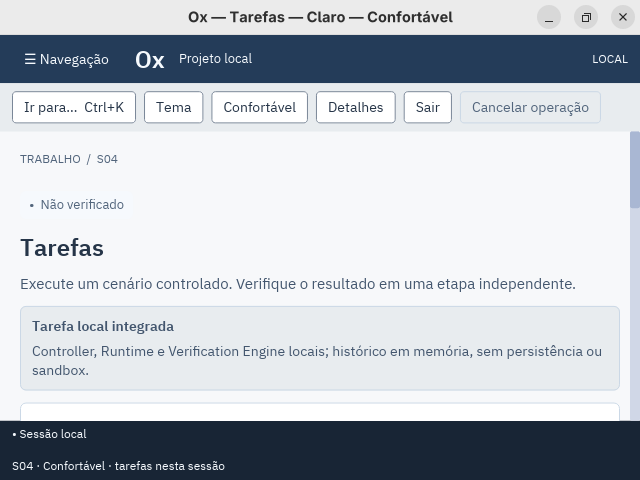 Ox — Tarefas — Claro — Confortável
☰ Navegação Ox Projeto local LOCAL
Ir para... Ctrl+K Tema Confortável Detalhes Sair Cancelar operação
TRABALHO / S04
• Não verificado
Tarefas
Execute um cenário controlado. Verifique o resultado em uma etapa independente.
Tarefa local integrada
Controller, Runtime e Verification Engine locais; histórico em memória, sem persistência ou
sandbox.
• Sessão local
S04 · Confortável · tarefas nesta sessão